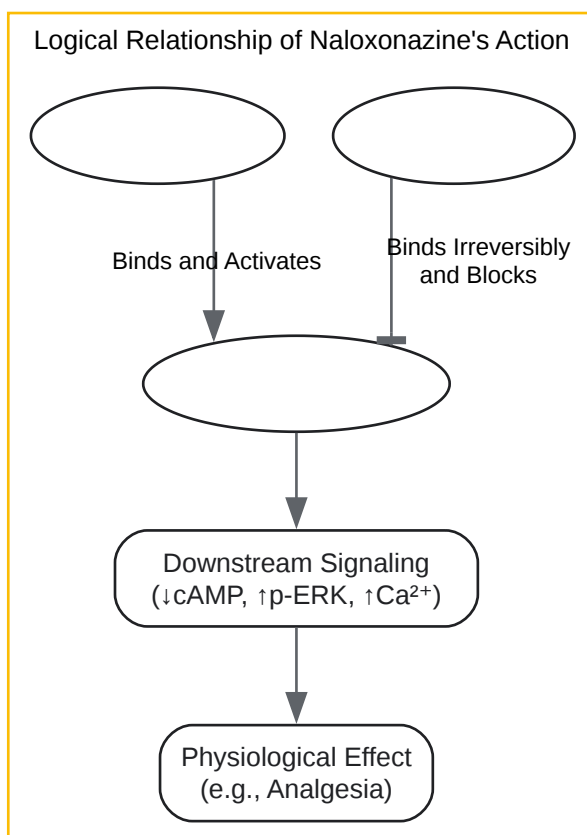 Logical Relationship of Naloxonazine's Action
Binds and Activates
Binds Irreversibly
and Blocks
Downstream Signaling
(↓cAMP, ↑p-ERK, ↑Ca²⁺)
Physiological Effect
(e.g., Analgesia)